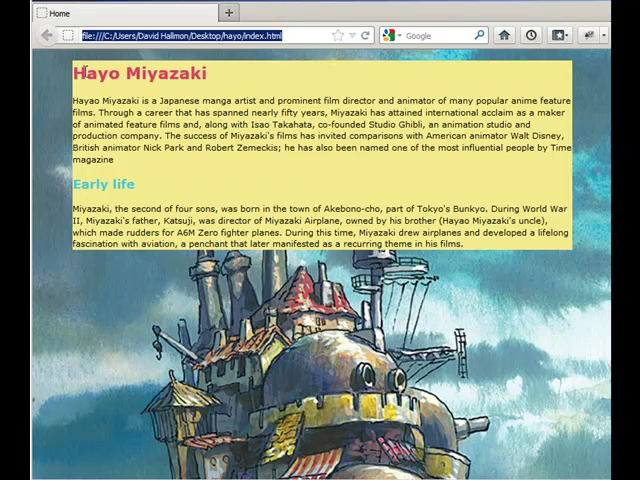 Home
file:///C:/Users/David Hallmon/Desktop/hayo/index.html
Google
Hayo Miyazaki
Hayao Miyazaki is a Japanese manga artist and prominent film director and animator of many popular anime feature
films. Through a career that has spanned nearly fifty years, Miyazaki has attained international acclaim as a maker
of animated feature films and, along with Isao Takahata, co-founded Studio Ghibli, an animation studio and
production company. The success of Miyazaki's films has invited comparisons with American animator Walt Disney,
British animator Nick Park and Robert Zemeckis; he has also been named one of the most influential people by Time
magazine
Early life
Miyazaki, the second of four sons, was born in the town of Akebono-cho, part of Tokyo's Bunkyo. During World War
II, Miyazaki's father, Katsuji, was director of Miyazaki Airplane, owned by his brother (Hayao Miyazaki's uncle),
which made rudders for A6M Zero fighter planes. During this time, Miyazaki drew airplanes and developed a lifelong
fascination with aviation, a penchant that later manifested as a recurring theme in his films.